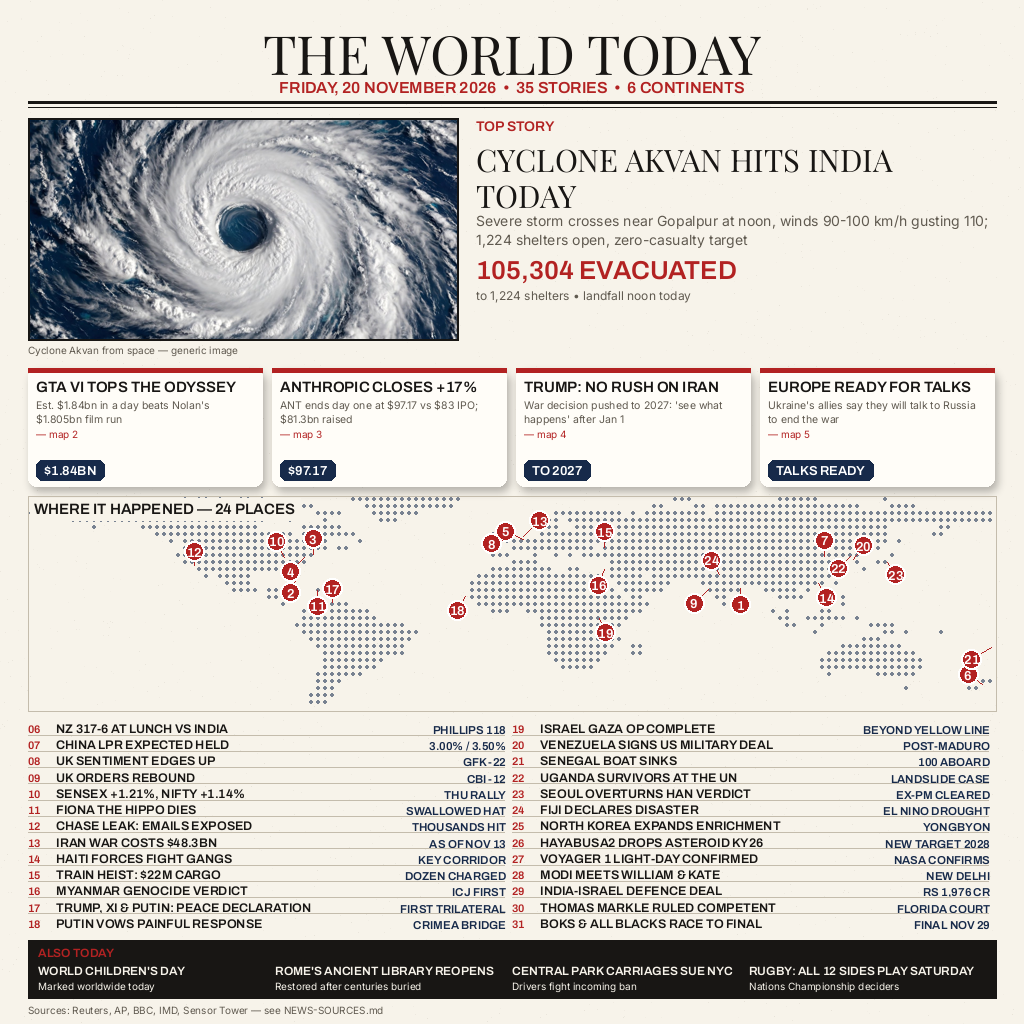 THE WORLD TODAY
FRIDAY, 20 NOVEMBER 2026 • 35 STORIES • 6 CONTINENTS
TOP STORY
CYCLONE AKVAN HITS INDIA
TODAY
Severe storm crosses near Gopalpur at noon, winds 90-100 km/h gusting 110;
1,224 shelters open, zero-casualty target
105,304 EVACUATED
to 1,224 shelters • landfall noon today
Cyclone Akvan from space — generic image
GTA VI TOPS THE ODYSSEY
Est. $1.84bn in a day beats Nolan's
$1.805bn film run
— map 2
$1.84BN
ANTHROPIC CLOSES +17%
ANT ends day one at $97.17 vs $83 IPO;
$81.3bn raised
— map 3
$97.17
TRUMP: NO RUSH ON IRAN
War decision pushed to 2027: 'see what
happens' after Jan 1
— map 4
TO 2027
EUROPE READY FOR TALKS
Ukraine's allies say they will talk to Russia
to end the war
— map 5
TALKS READY
WHERE IT HAPPENED — 24 PLACES
13
5
15
10
3
8
7
20
12
24
4
22
23
16
2
17
14
11
18
9
1
19
21
6
06 NZ 317-6 AT LUNCH VS INDIA PHILLIPS 118
07 CHINA LPR EXPECTED HELD 3.00% / 3.50%
08 UK SENTIMENT EDGES UP GFK -22
09 UK ORDERS REBOUND CBI -12
10 SENSEX +1.21%, NIFTY +1.14% THU RALLY
11 FIONA THE HIPPO DIES SWALLOWED HAT
12 CHASE LEAK: EMAILS EXPOSED THOUSANDS HIT
13 IRAN WAR COSTS $48.3BN AS OF NOV 13
14 HAITI FORCES FIGHT GANGS KEY CORRIDOR
15 TRAIN HEIST: $22M CARGO DOZEN CHARGED
16 MYANMAR GENOCIDE VERDICT ICJ FIRST
17 TRUMP, XI & PUTIN: PEACE DECLARATION FIRST TRILATERAL
18 PUTIN VOWS PAINFUL RESPONSE CRIMEA BRIDGE
19 ISRAEL GAZA OP COMPLETE BEYOND YELLOW LINE
20 VENEZUELA SIGNS US MILITARY DEAL POST-MADURO
21 SENEGAL BOAT SINKS 100 ABOARD
22 UGANDA SURVIVORS AT THE UN LANDSLIDE CASE
23 SEOUL OVERTURNS HAN VERDICT EX-PM CLEARED
24 FIJI DECLARES DISASTER EL NINO DROUGHT
25 NORTH KOREA EXPANDS ENRICHMENT YONGBYON
26 HAYABUSA2 DROPS ASTEROID KY26 NEW TARGET 2028
27 VOYAGER 1 LIGHT-DAY CONFIRMED NASA CONFIRMS
28 MODI MEETS WILLIAM & KATE NEW DELHI
29 INDIA-ISRAEL DEFENCE DEAL RS 1,976 CR
30 THOMAS MARKLE RULED COMPETENT FLORIDA COURT
31 BOKS & ALL BLACKS RACE TO FINAL FINAL NOV 29
ALSO TODAY
WORLD CHILDREN'S DAY
Marked worldwide today
ROME'S ANCIENT LIBRARY REOPENS
Restored after centuries buried
CENTRAL PARK CARRIAGES SUE NYC
Drivers fight incoming ban
RUGBY: ALL 12 SIDES PLAY SATURDAY
Nations Championship deciders
Sources: Reuters, AP, BBC, IMD, Sensor Tower — see NEWS-SOURCES.md